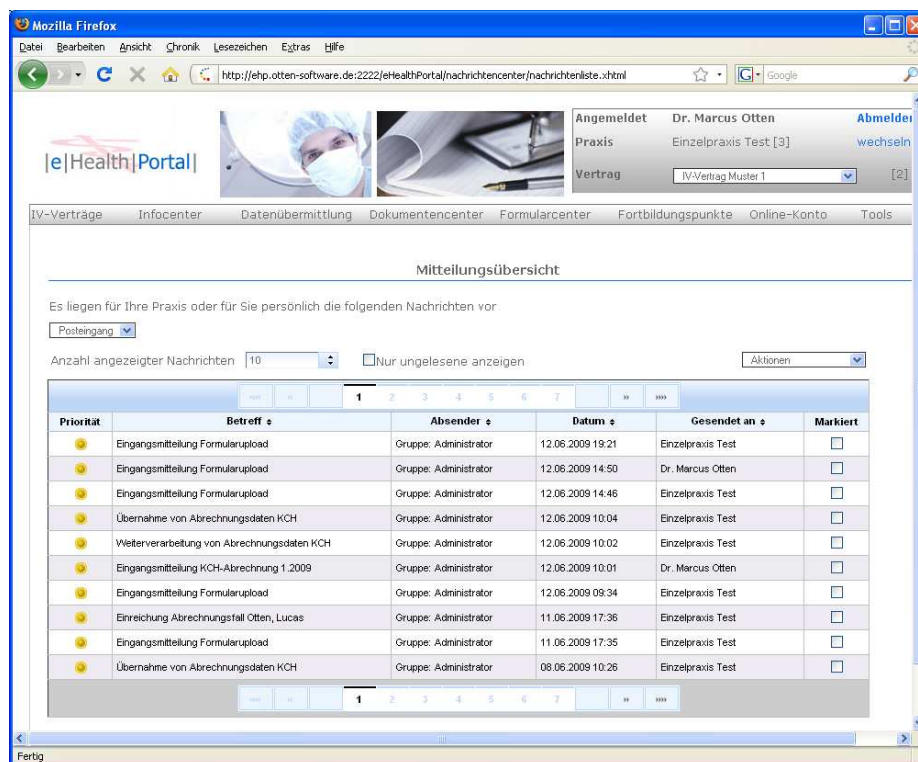 Mozilla Firefox
Datei Bearbeiten Ansicht Chronik Lesezeichen Extras Hilfe
http://ehp.otten-software.de:2222/eHealthPortal/nachrichtencenter/nachrichtenliste.xhtml
G Google
|e|Health|Portal|
Angemeldet Dr. Marcus Otten Abmelden
Praxis Einzelpraxis Test [3] wechseln
Vertrag IV-Vertrag Muster 1 [2]
IV-Verträge Infocenter Datenübermittlung Dokumentencenter Formularcenter Fortbildungspunkte Online-Konto Tools
Mitteilungsübersicht
Es liegen für Ihre Praxis oder für Sie persönlich die folgenden Nachrichten vor
Posteingang
Anzahl angezeigter Nachrichten 10 Nur ungelesene anzeigen Aktionen
«« « 1 2 3 4 5 6 7 » »»
Priorität Betreff Absender Datum Gesendet an Markiert
Eingangsmitteilung Formularupload Gruppe: Administrator 12.06.2009 19:21 Einzelpraxis Test
Eingangsmitteilung Formularupload Gruppe: Administrator 12.06.2009 14:50 Dr. Marcus Otten
Eingangsmitteilung Formularupload Gruppe: Administrator 12.06.2009 14:46 Einzelpraxis Test
Übernahme von Abrechnungsdaten KCH Gruppe: Administrator 12.06.2009 10:04 Einzelpraxis Test
Weiterverarbeitung von Abrechnungsdaten KCH Gruppe: Administrator 12.06.2009 10:02 Einzelpraxis Test
Eingangsmitteilung KCH-Abrechnung 1.2009 Gruppe: Administrator 12.06.2009 10:01 Dr. Marcus Otten
Eingangsmitteilung Formularupload Gruppe: Administrator 12.06.2009 09:34 Einzelpraxis Test
Einreichung Abrechnungsfall Otten, Lucas Gruppe: Administrator 11.06.2009 17:36 Einzelpraxis Test
Eingangsmitteilung Formularupload Gruppe: Administrator 11.06.2009 17:35 Einzelpraxis Test
Übernahme von Abrechnungsdaten KCH Gruppe: Administrator 08.06.2009 10:26 Einzelpraxis Test
«« « 1 2 3 4 5 6 7 » »»
Fertig